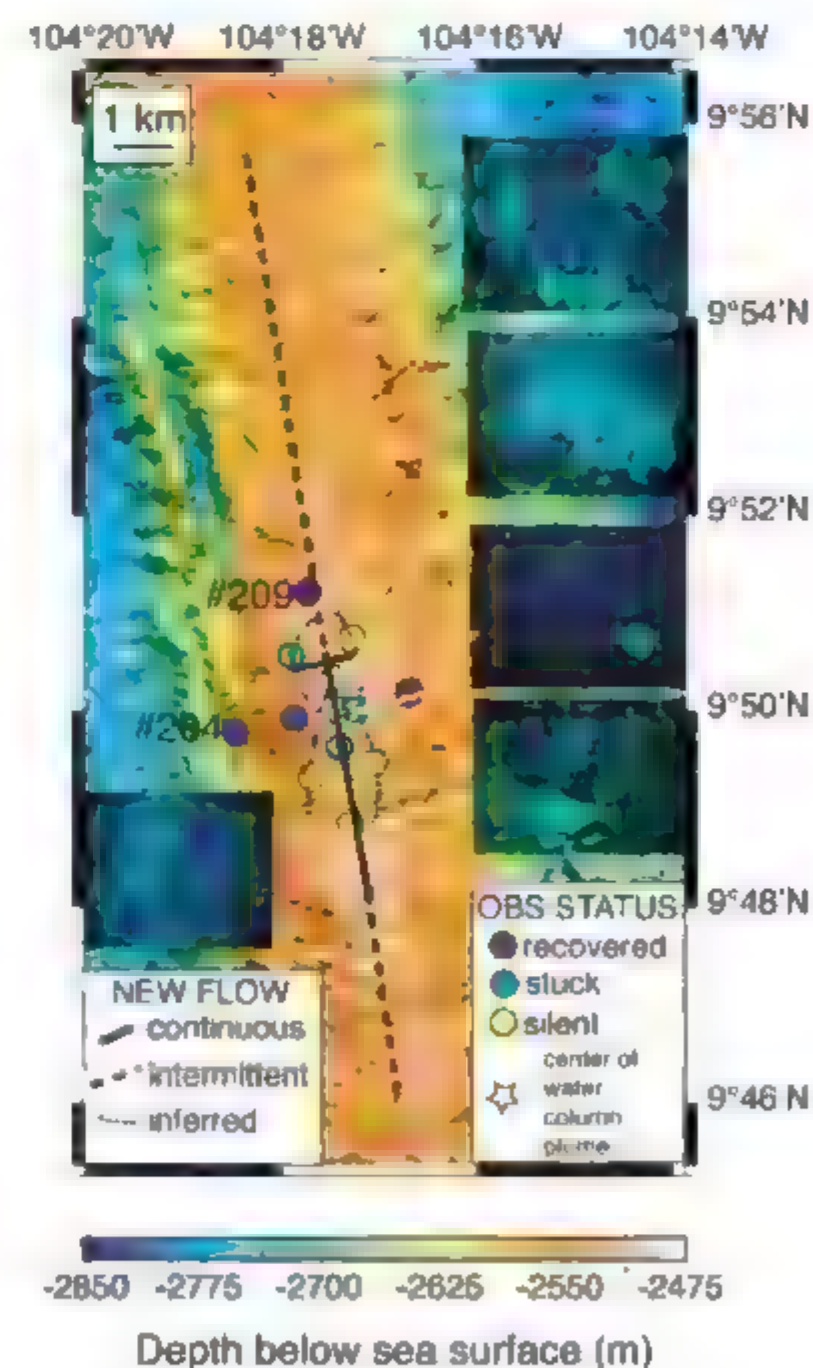 104°20'W 104°18'W 104°16'W 104°14'W
1 km
9°56'N
9°54'N
9°52'N
#209
9°50'N
#204
9°48'N
OBS STATUS
recovered
stuck
silent
center of
water
column
plume
NEW FLOW
continuous
intermittent
inferred
9°46'N
-2850 -2775 -2700 -2625 -2550 -2475
Depth below sea surface (m)